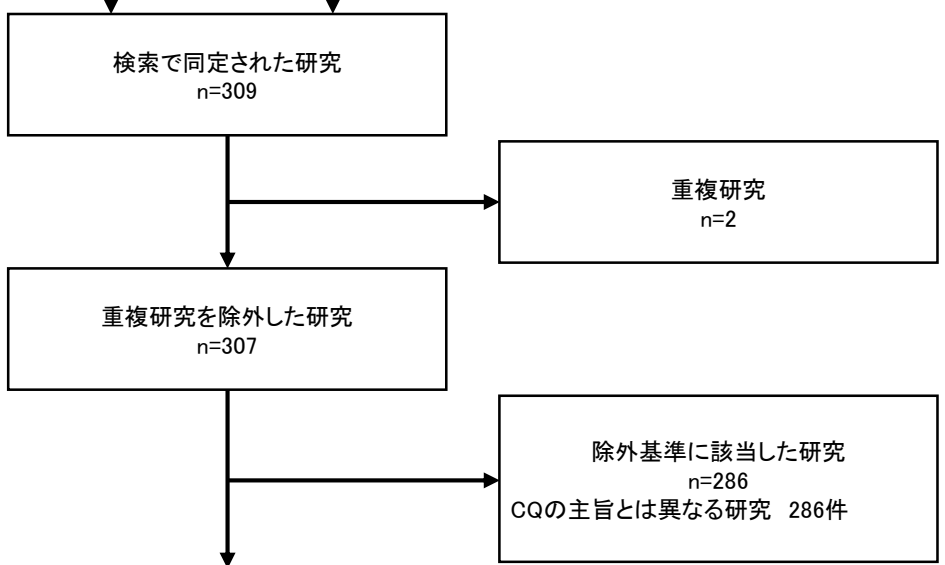 検索で同定された研究
n=309
重複研究
n=2
重複研究を除外した研究
n=307
除外基準に該当した研究
n=286
CQの主旨とは異なる研究 286件